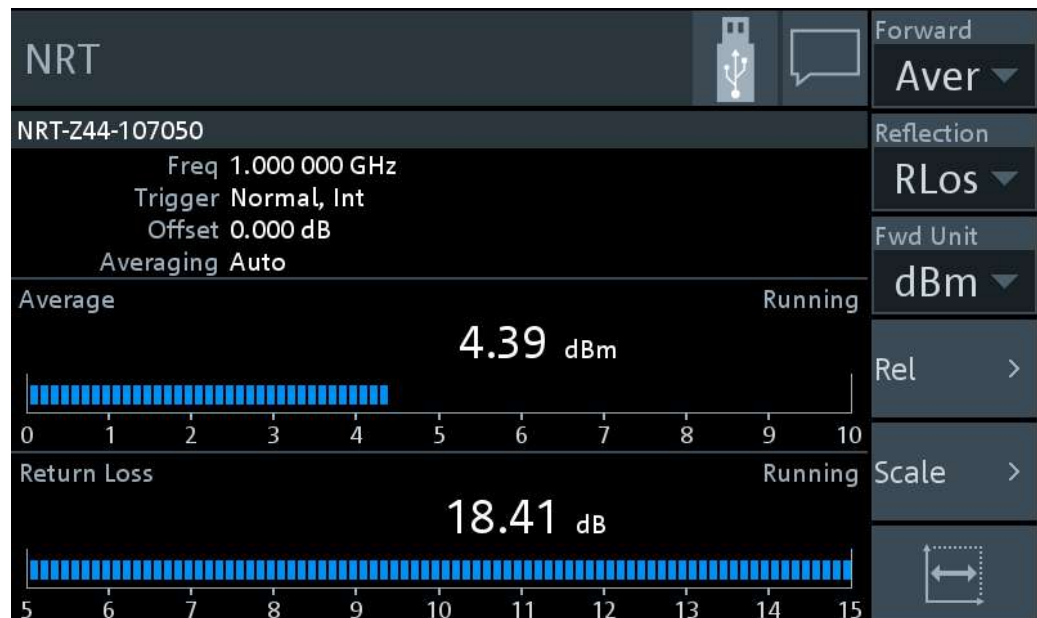 NRT
NRT-Z44-107050
Freq 1.000 000 GHz
Trigger Normal, Int
Offset 0.000 dB
Averaging Auto
Average Running
4.39 dBm
0 1 2 3 4 5 6 7 8 9 10
Return Loss Running
18.41 dB
5 6 7 8 9 10 11 12 13 14 15
Forward
Aver
Reflection
RLos
Fwd Unit
dBm
Rel >
Scale >